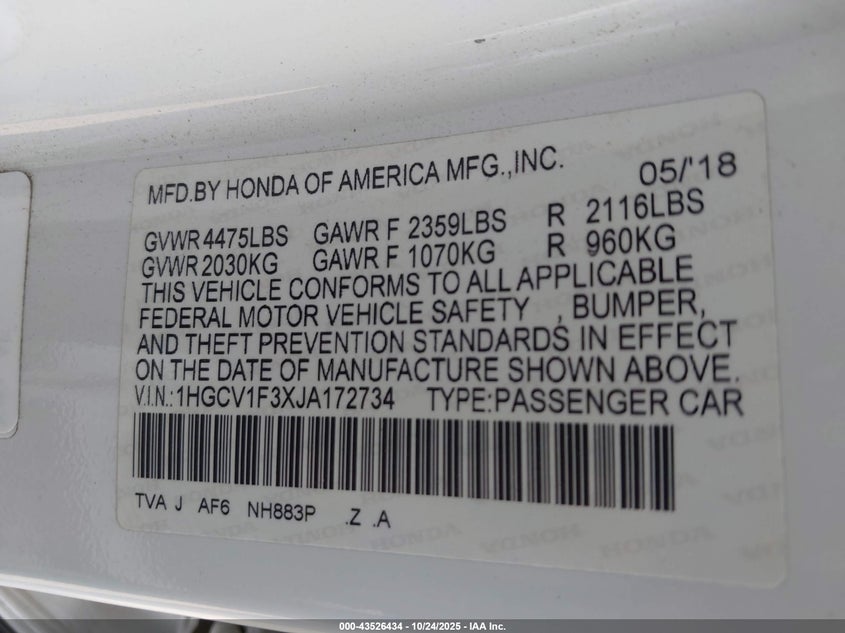 MFD.BY HONDA OF AMERICA MFG.,INC. 05/'18
GVWR 4475LBS GAWR F 2359LBS R 2116LBS
GVWR 2030KG GAWR F 1070KG R 960KG
THIS VEHICLE CONFORMS TO ALL APPLICABLE
FEDERAL MOTOR VEHICLE SAFETY , BUMPER,
AND THEFT PREVENTION STANDARDS IN EFFECT
ON THE DATE OF MANUFACTURE SHOWN ABOVE.
V.I.N.:1HGCV1F3XJA172734 TYPE:PASSENGER CAR
TVA J AF6 NH883P .Z .A
000-43526434 | 10/24/2025 - IAA Inc.